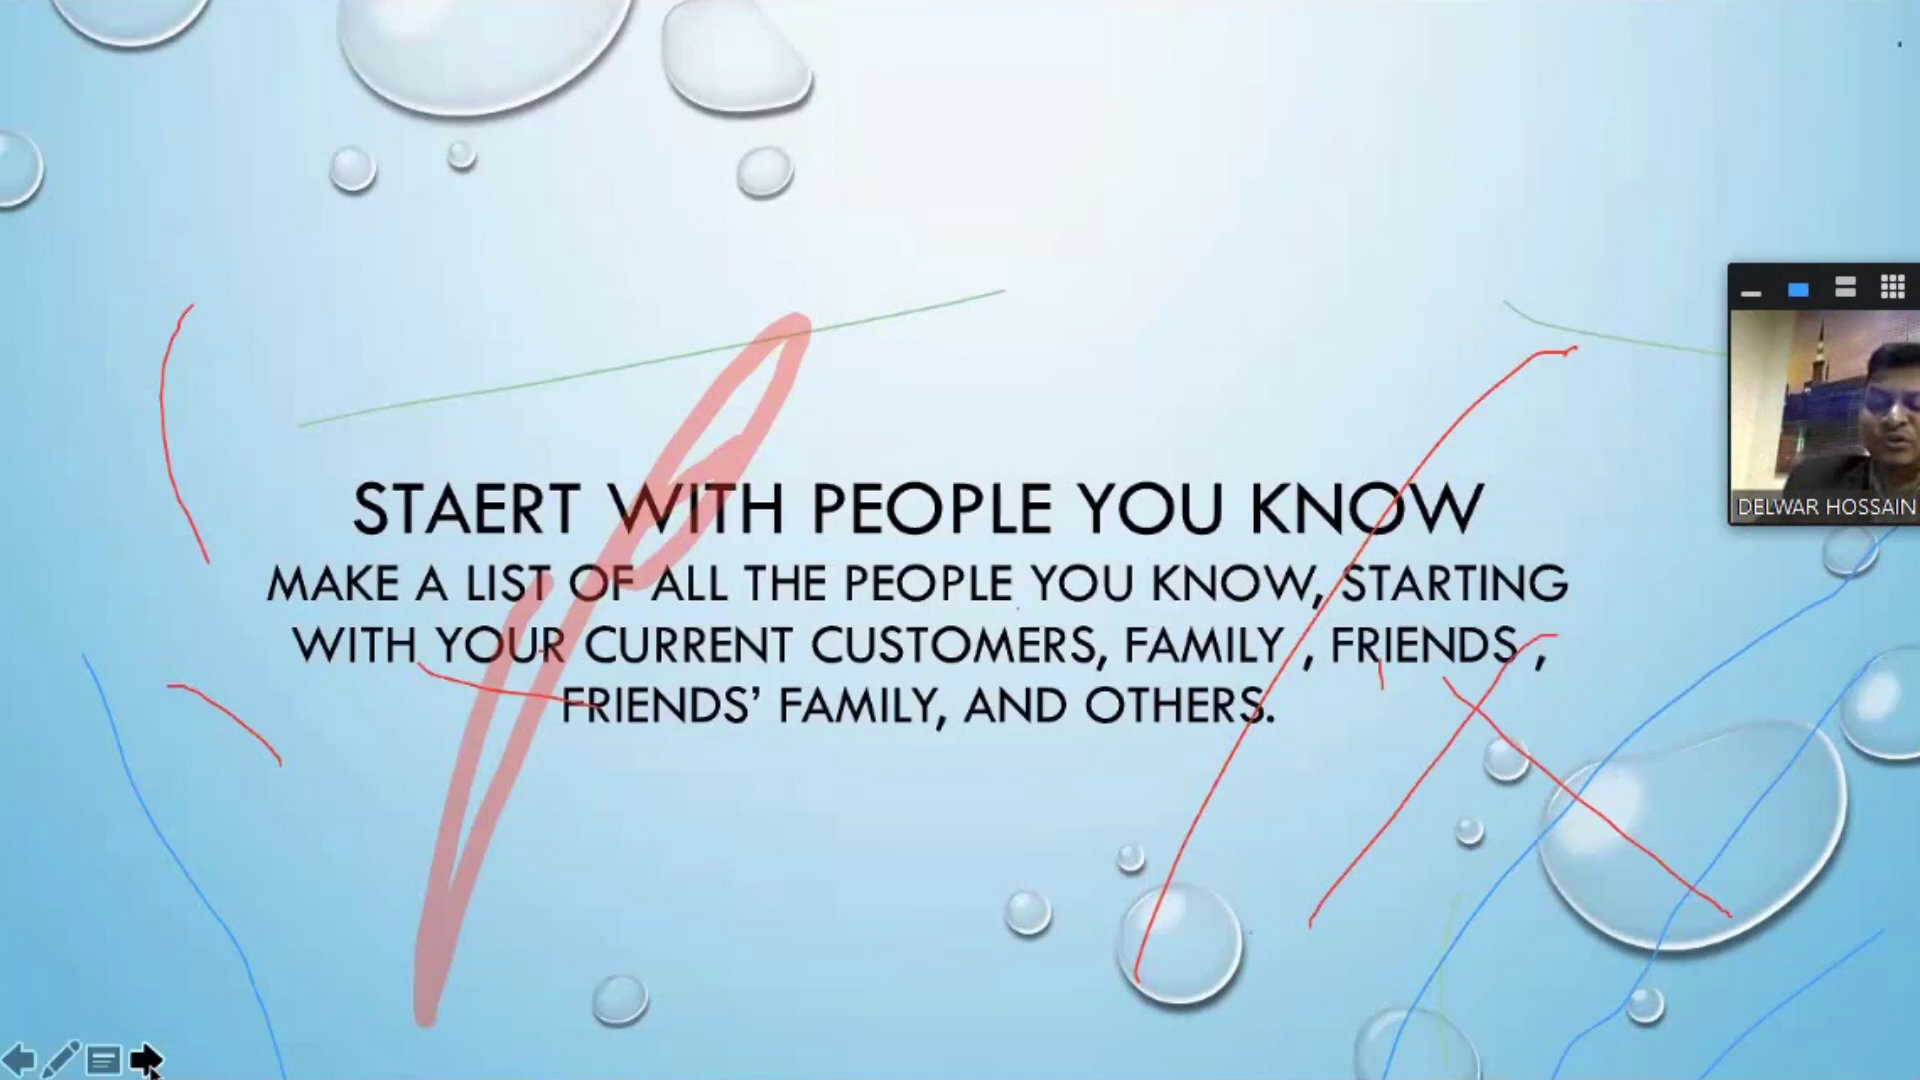 STAERT WITH PEOPLE YOU KNOW
MAKE A LIST OF ALL THE PEOPLE YOU KNOW, STARTING
WITH YOUR CURRENT CUSTOMERS, FAMILY , FRIENDS ,
FRIENDS’ FAMILY, AND OTHERS.
DELWAR HOSSAIN